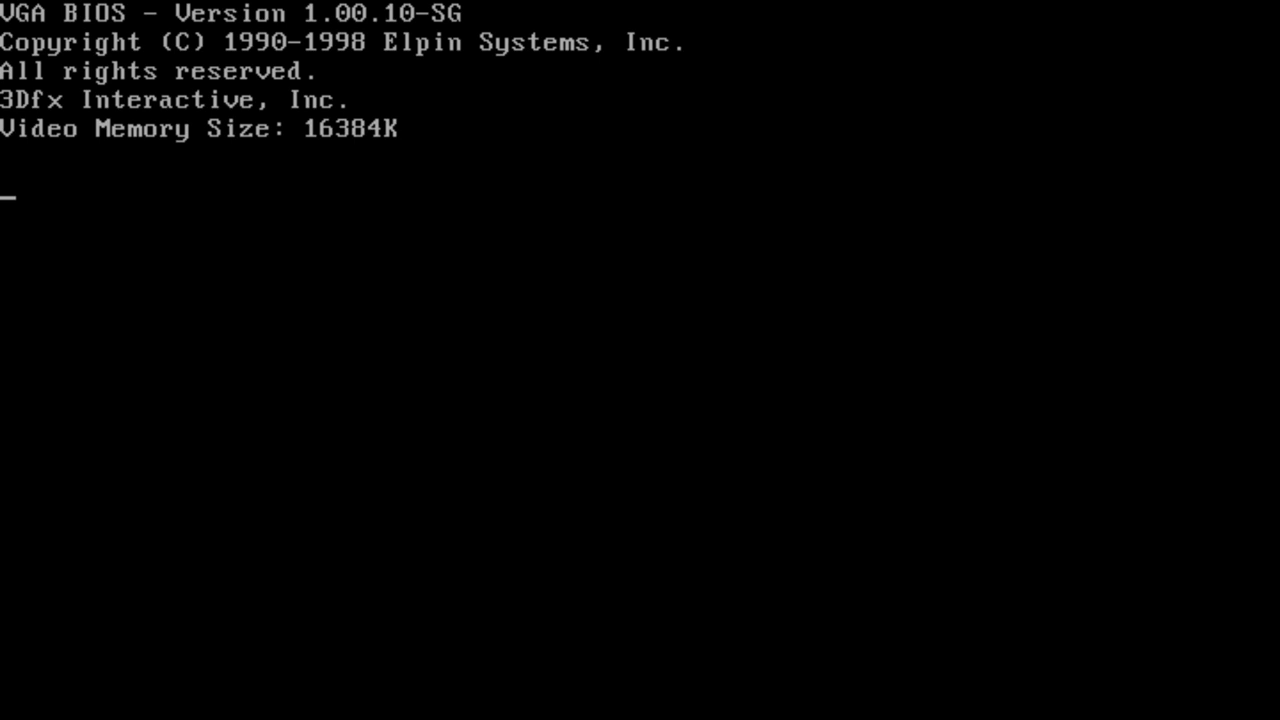 VGA BIOS - Version 1.00.10-SG
Copyright (C) 1990-1998 Elpin Systems, Inc.
All rights reserved.
3Dfx Interactive, Inc.
Video Memory Size: 16384K